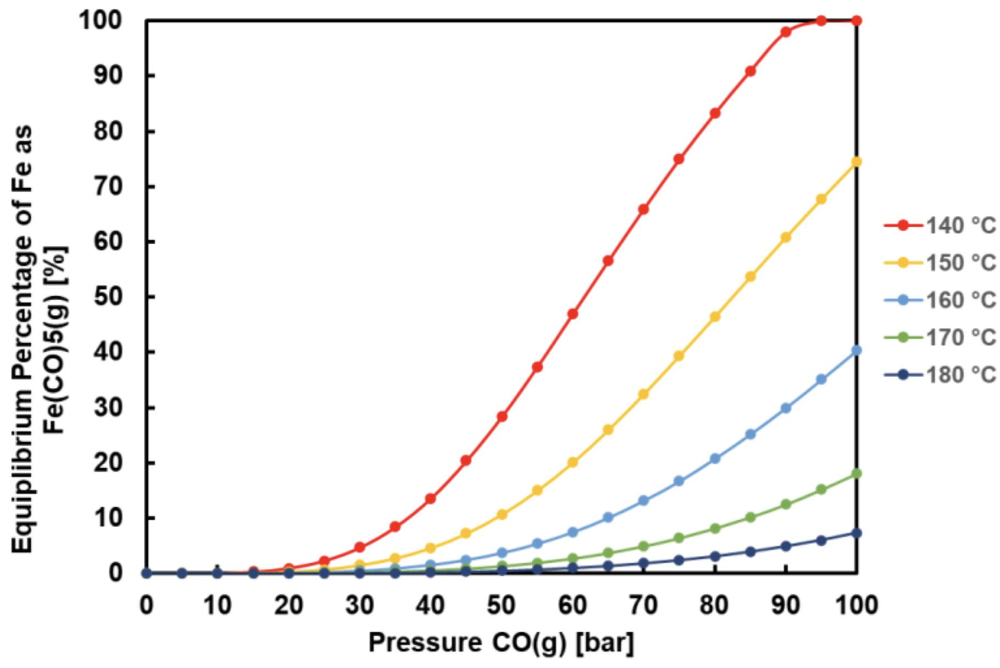 Equiplibrium Percentage of Fe as
Fe(CO)5(g) [%]
100
90
80
70
60
50
40
30
20
10
0
0 10 20 30 40 50 60 70 80 90 100
Pressure CO(g) [bar]
140 °C
150 °C
160 °C
170 °C
180 °C